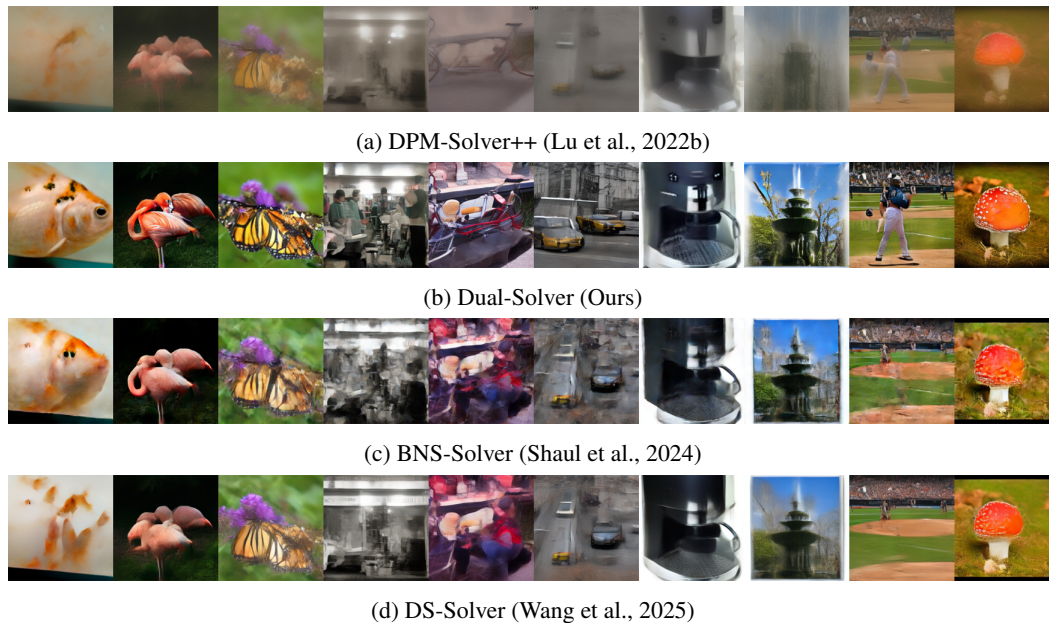 (a) DPM-Solver++ (Lu et al., 2022b)
(b) Dual-Solver (Ours)
(c) BNS-Solver (Shaul et al., 2024)
(d) DS-Solver (Wang et al., 2025)